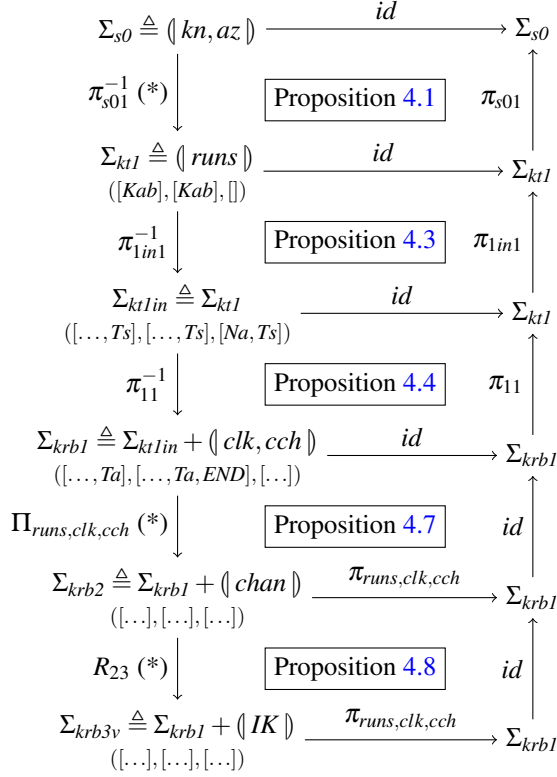 Σs0 ≜ (| kn, az |) id Σs0
π⁻¹s01 (*) Proposition 4.1 πs01
Σkt1 ≜ (| runs |) id Σkt1
([Kab],[Kab],[])
π⁻¹1in1 Proposition 4.3 π1in1
Σkt1in ≜ Σkt1 id Σkt1
([…,Ts],[…,Ts],[Na,Ts])
π⁻¹11 Proposition 4.4 π11
Σkrb1 ≜ Σkt1in + (| clk, cch |) id Σkrb1
([…,Ta],[…,Ta,END],[…])
Πruns,clk,cch (*) Proposition 4.7 id
Σkrb2 ≜ Σkrb1 + (| chan |) πruns,clk,cch Σkrb1
([…],[…],[…])
R23 (*) Proposition 4.8 id
Σkrb3v ≜ Σkrb1 + (| IK |) πruns,clk,cch Σkrb1
([…],[…],[…])